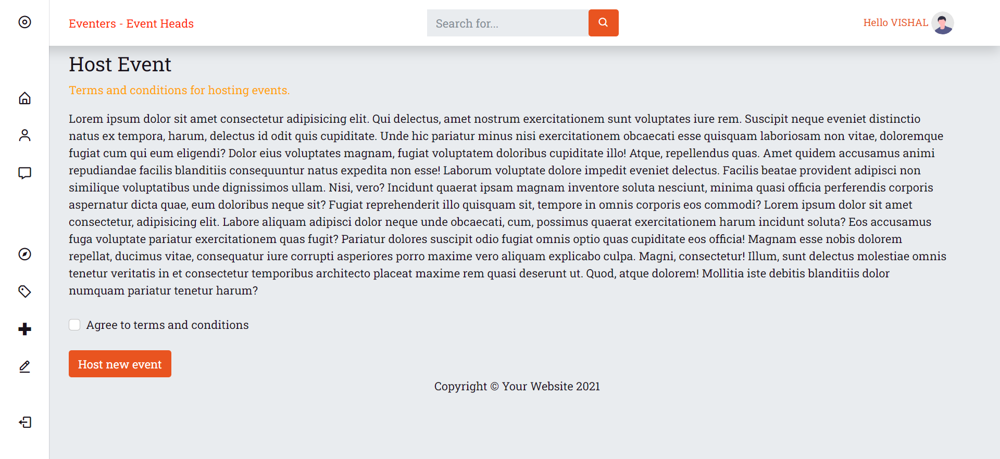 Eventers - Event Heads
Search for...
Hello VISHAL
Host Event
Terms and conditions for hosting events.
Lorem ipsum dolor sit amet consectetur adipisicing elit. Qui delectus, amet nostrum exercitationem sunt voluptates iure rem. Suscipit neque eveniet distinctio
natus ex tempora, harum, delectus id odit quis cupiditate. Unde hic pariatur minus nisi exercitationem obcaecati esse quisquam laboriosam non vitae, doloremque
fugiat cum qui eum eligendi? Dolor eius voluptates magnam, fugiat voluptatem doloribus cupiditate illo! Atque, repellendus quas. Amet quidem accusamus animi
repudiandae facilis blanditiis consequuntur natus expedita non esse! Laborum voluptate dolore impedit eveniet delectus. Facilis beatae provident adipisci non
similique voluptatibus unde dignissimos ullam. Nisi, vero? Incidunt quaerat ipsam magnam inventore soluta nesciunt, minima quasi officia perferendis corporis
aspernatur dicta quae, eum doloribus neque sit? Fugiat reprehenderit illo quisquam sit, tempore in omnis corporis eos commodi? Lorem ipsum dolor sit amet
consectetur, adipisicing elit. Labore aliquam adipisci dolor neque unde obcaecati, cum, possimus quaerat exercitationem harum incidunt soluta? Eos accusamus
fuga voluptate pariatur exercitationem quas fugit? Pariatur dolores suscipit odio fugiat omnis optio quas cupiditate eos officia! Magnam esse nobis dolorem
repellat, ducimus vitae, consequatur iure corrupti asperiores porro maxime vero aliquam explicabo culpa. Magni, consectetur! Illum, sunt delectus molestiae omnis
tenetur veritatis in et consectetur temporibus architecto placeat maxime rem quasi deserunt ut. Quod, atque dolorem! Mollitia iste debitis blanditiis dolor
numquam pariatur tenetur harum?
Agree to terms and conditions
Host new event
Copyright © Your Website 2021